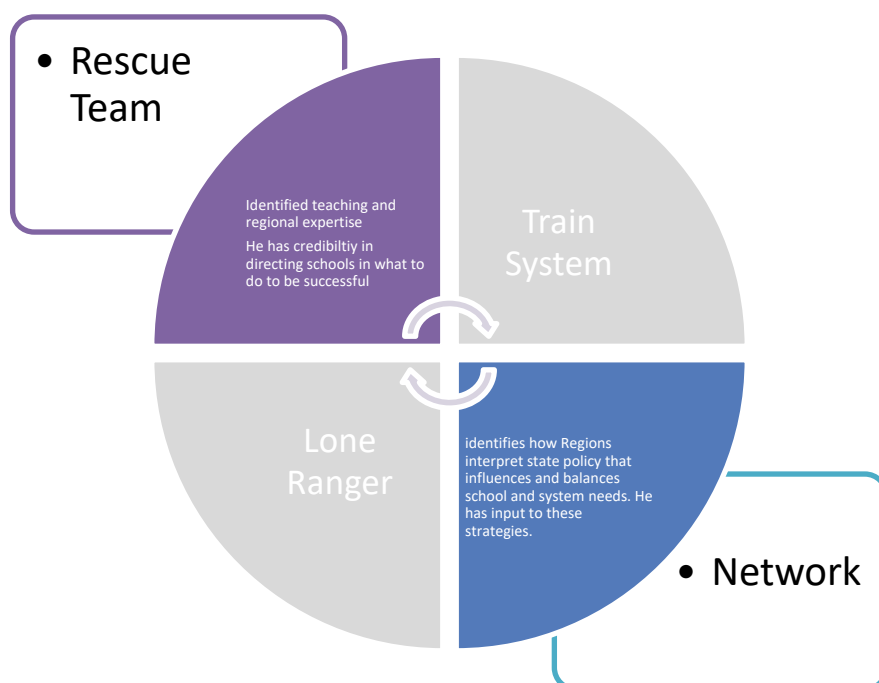 • Rescue
Team
Identified teaching and
regional expertise
He has credibiltiy in
directing schools in what to
do to be successful
Train
System
Lone
Ranger
identifies how Regions
interpret state policy that
influences and balances
school and system needs. He
has input to these
strategies.
• Network